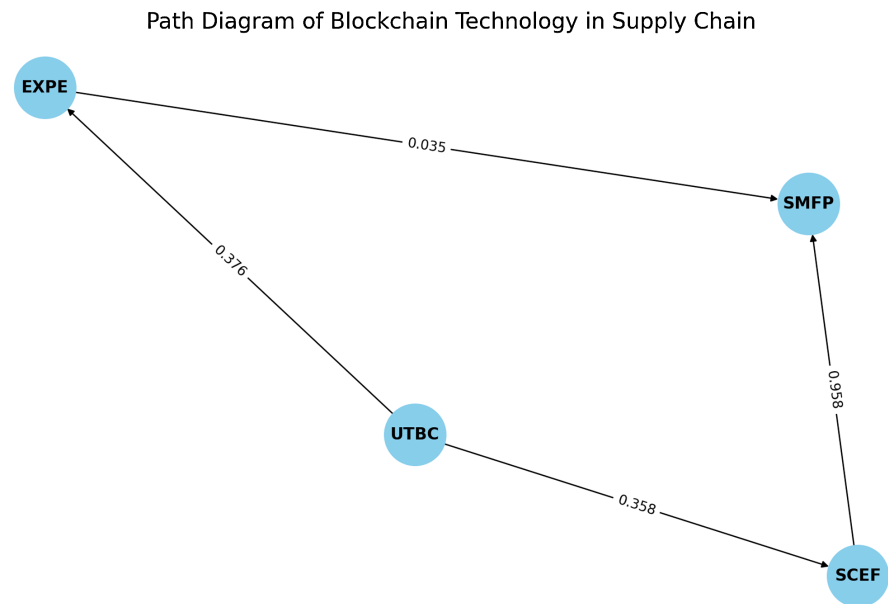 Path Diagram of Blockchain Technology in Supply Chain
EXPE
0.035
SMFP
0.376
0.958
UTBC
0.358
SCEF